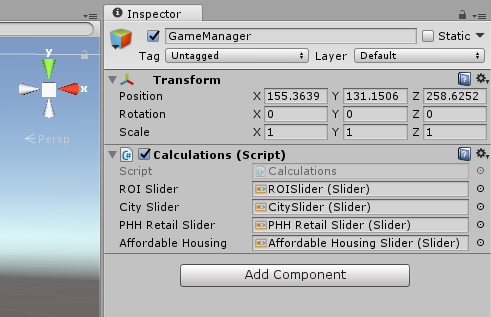 Inspector
GameManager Static
Tag Untagged Layer Default
y
x
Persp
Transform
Position X 155.3639 Y 131.1506 Z 258.6252
Rotation X 0 Y 0 Z 0
Scale X 1 Y 1 Z 1
Calculations (Script)
Script Calculations
ROI Slider ROISlider (Slider)
City Slider CitySlider (Slider)
PHH Retail Slider PHH Retail Slider (Slider)
Affordable Housing Affordable Housing Slider (Slider)
Add Component